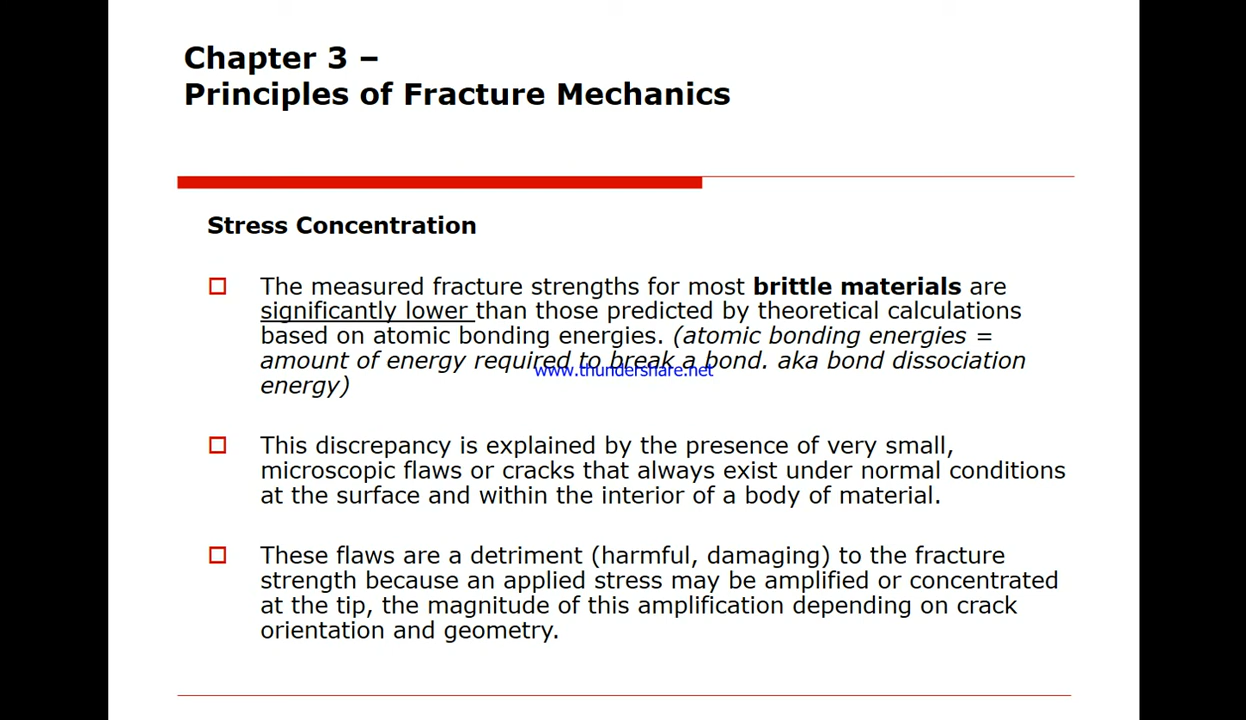 Chapter 3 –
Principles of Fracture Mechanics
Stress Concentration
The measured fracture strengths for most brittle materials are
significantly lower than those predicted by theoretical calculations
based on atomic bonding energies. (atomic bonding energies =
amount of energy required to break a bond. aka bond dissociation
www.thundershare.net
energy)
This discrepancy is explained by the presence of very small,
microscopic flaws or cracks that always exist under normal conditions
at the surface and within the interior of a body of material.
These flaws are a detriment (harmful, damaging) to the fracture
strength because an applied stress may be amplified or concentrated
at the tip, the magnitude of this amplification depending on crack
orientation and geometry.